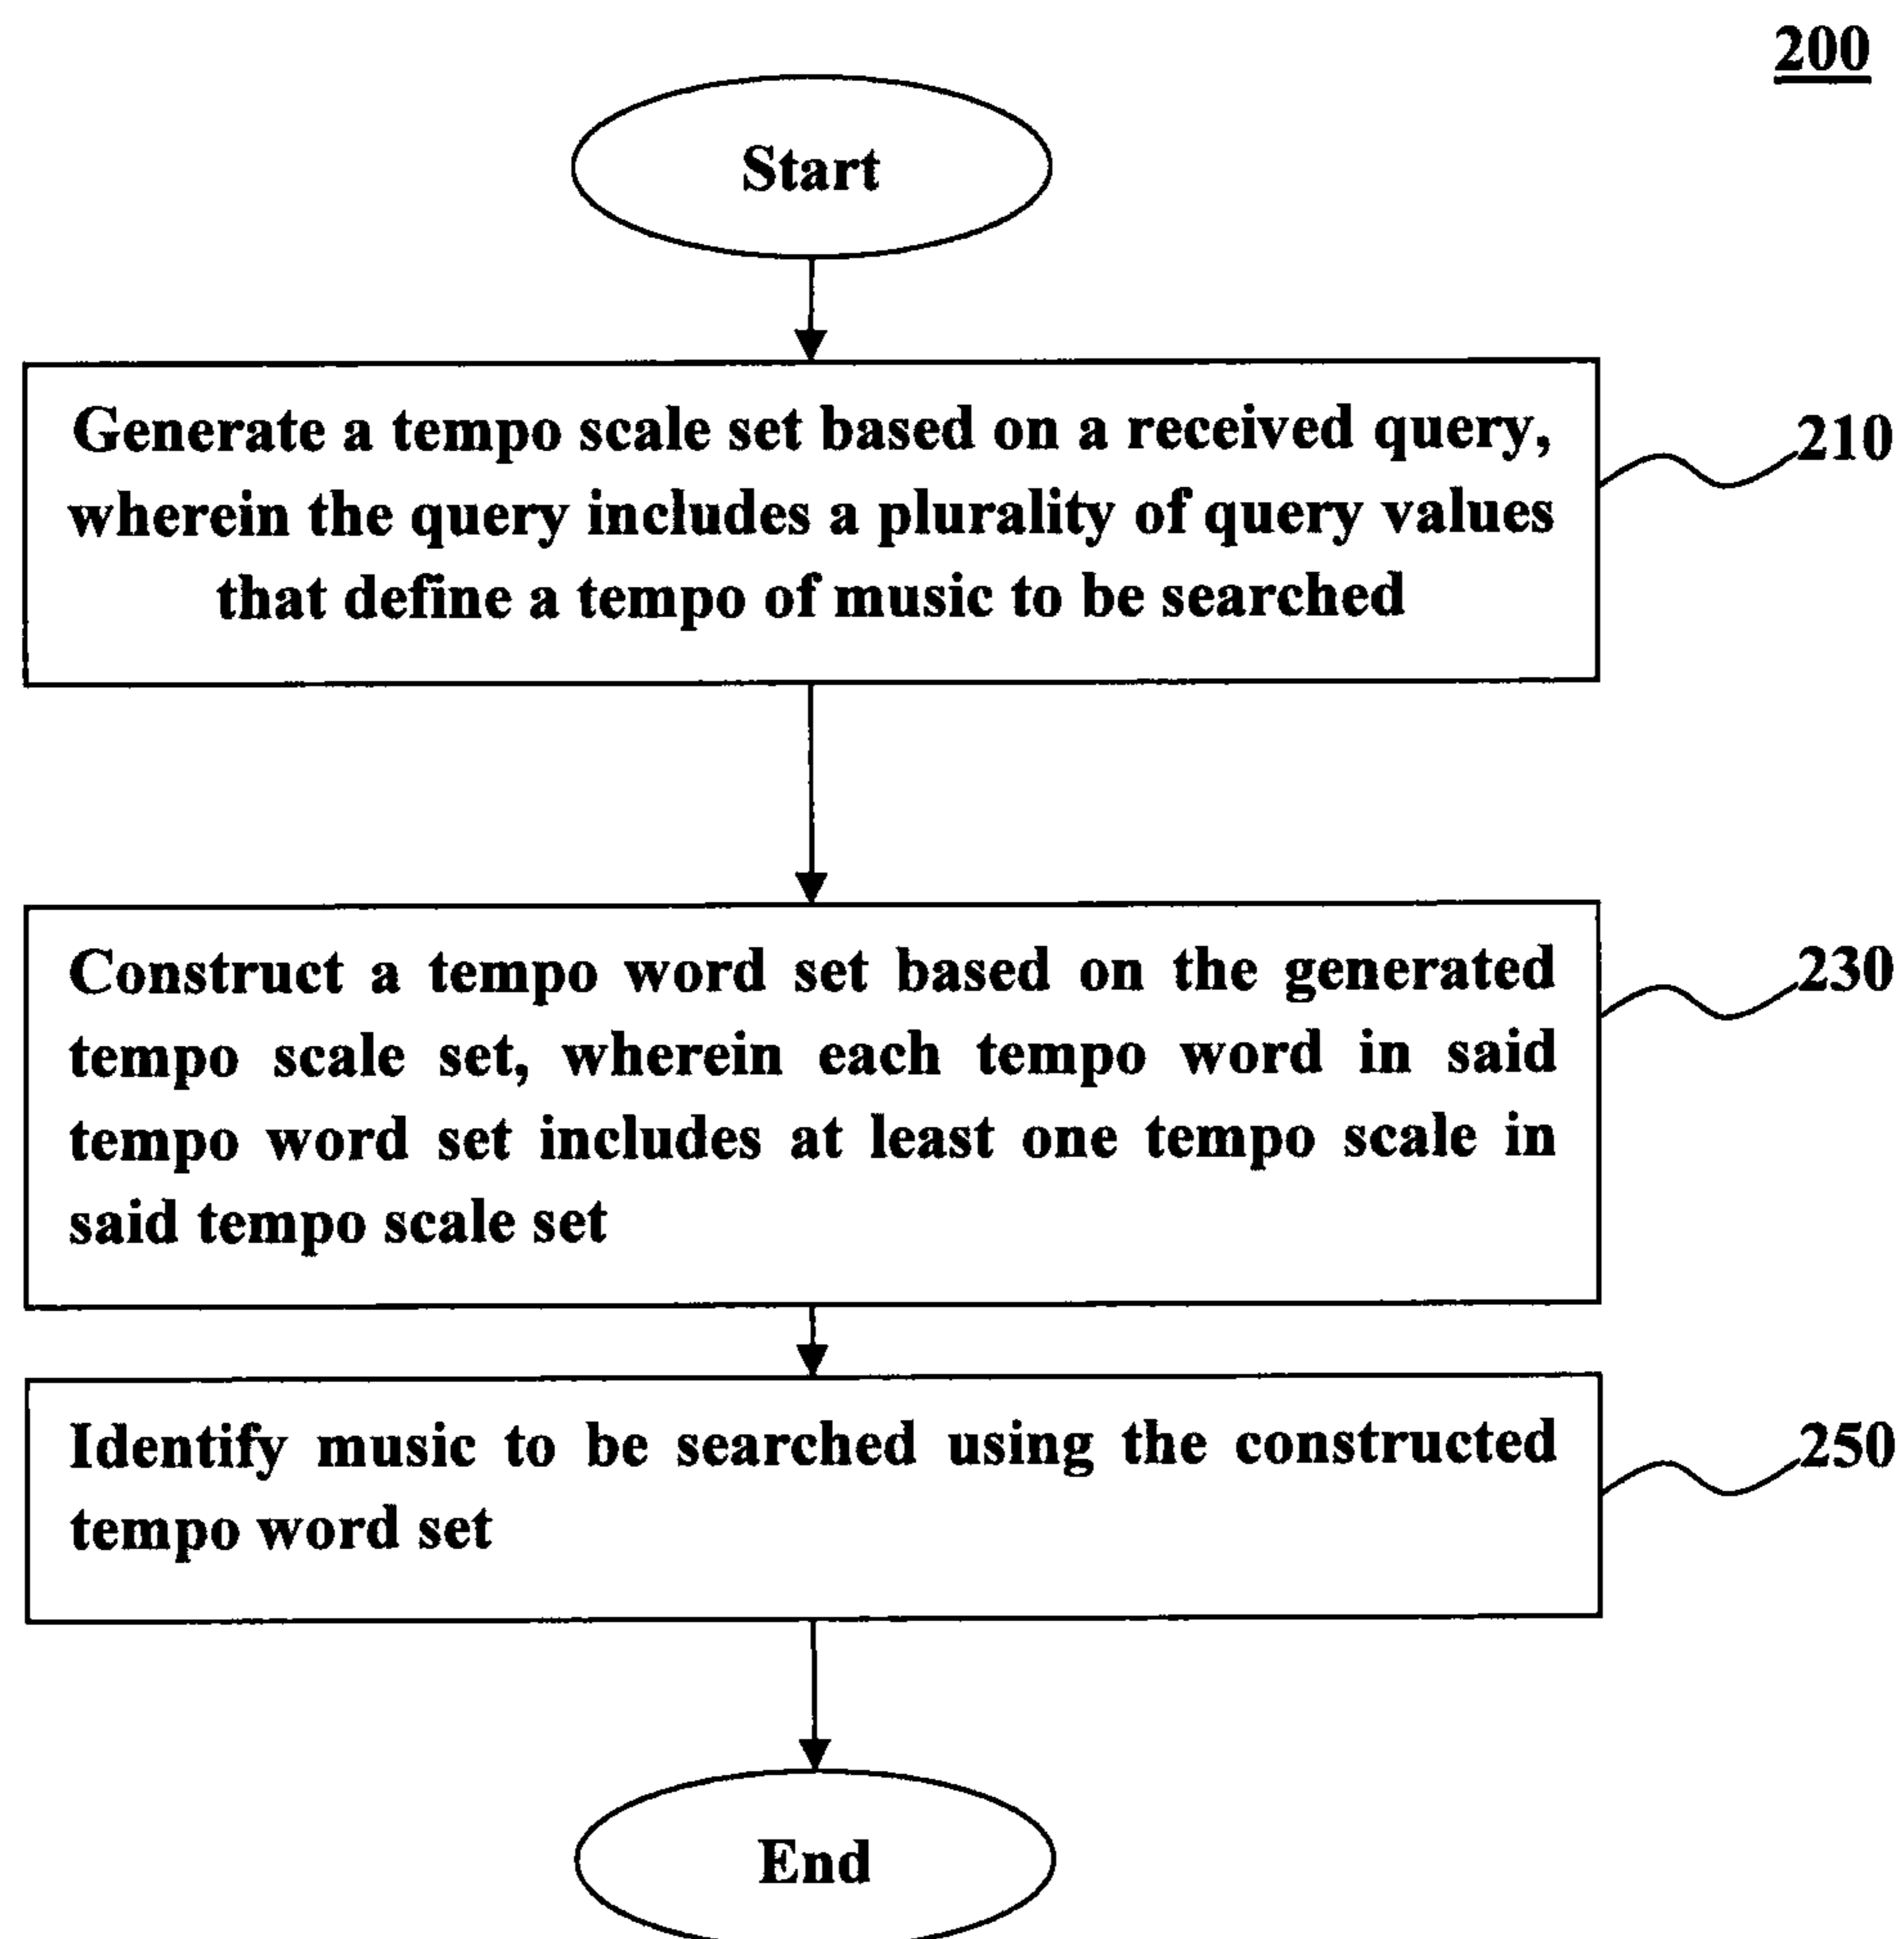 200
Start
Generate a tempo scale set based on a received query,
wherein the query includes a plurality of query values
that define a tempo of music to be searched
210
Construct a tempo word set based on the generated
tempo scale set, wherein each tempo word in said
tempo word set includes at least one tempo scale in
said tempo scale set
230
Identify music to be searched using the constructed
tempo word set
250
End